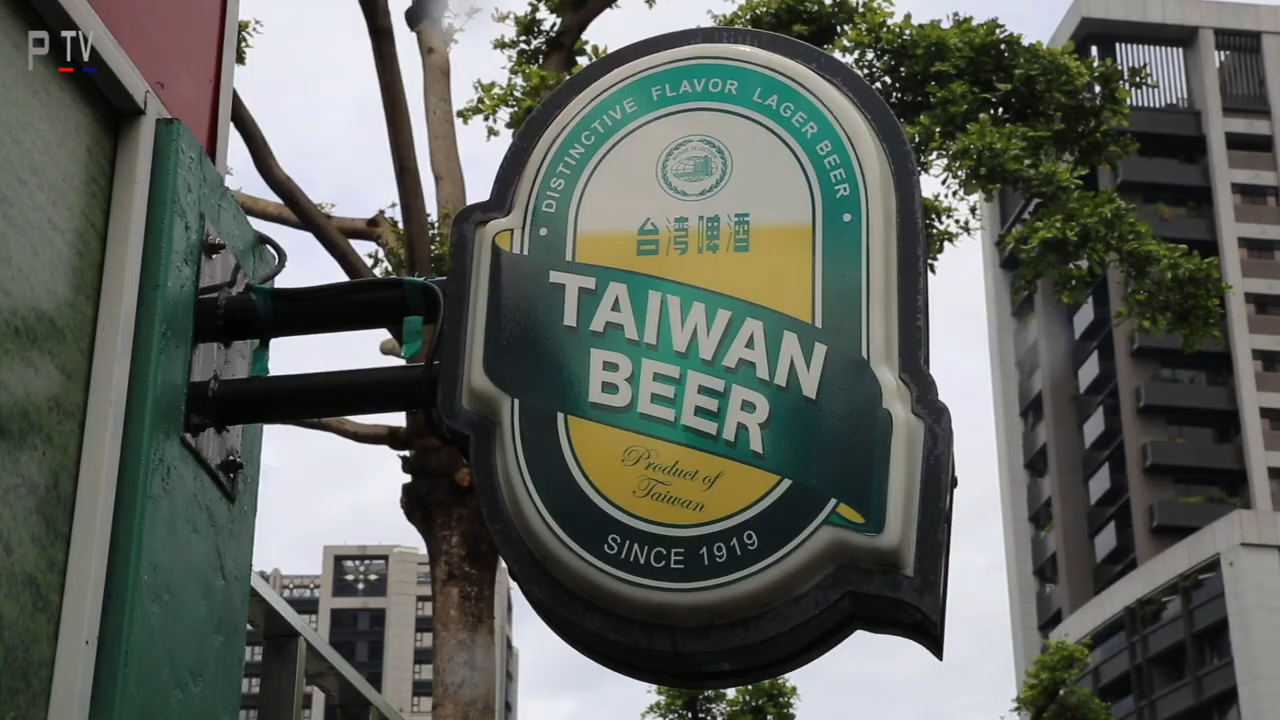 P TV
DISTINCTIVE FLAVOR LAGER BEER
台湾啤酒
TAIWAN
BEER
Product of
Taiwan
SINCE 1919